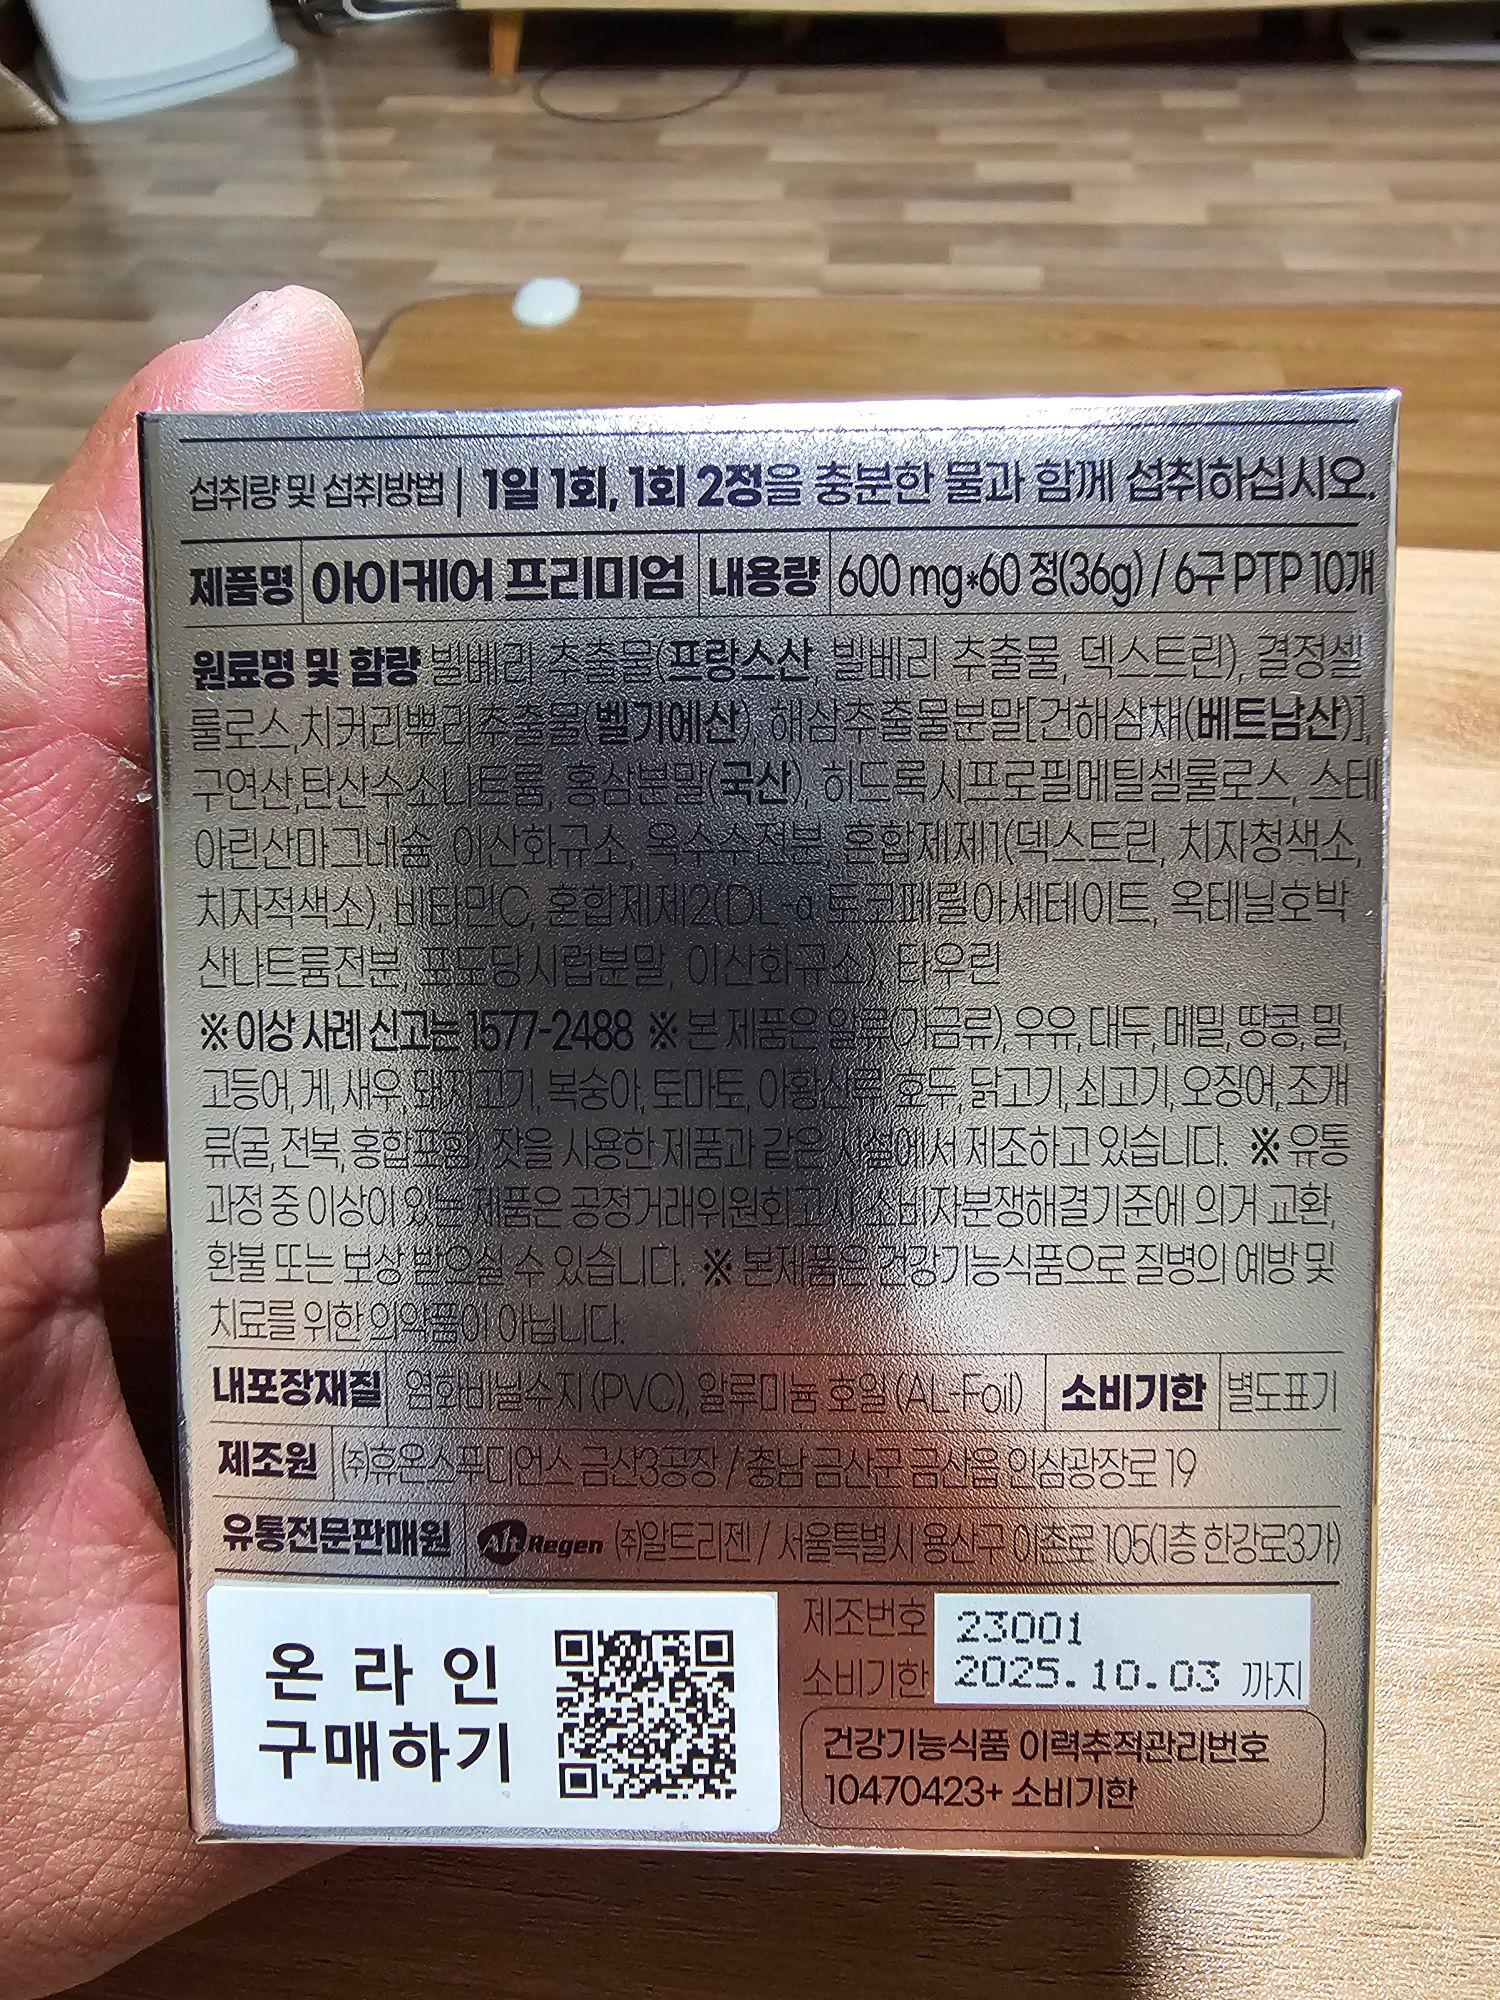 섭취량 및 섭취방법 | 1일 1회, 1회 2정을 충분한 물과 함께 섭취하십시오.
제품명 아이케어 프리미엄 내용량 600 mg*60 정(36g) / 6구 PTP 10개
원료명 및 함량 빌베리 추출물(프랑스산, 빌베리 추출물, 덱스트린), 결정셀
룰로스,치커리뿌리추출물(벨기에산), 해삼추출물분말[건해삼채(베트남산)],
구연산,탄산수소나트륨, 홍삼분말(국산), 히드록시프로필메틸셀룰로스, 스테
아린산마그네슘, 이산화규소, 옥수수전분, 혼합제제1(덱스트린, 치자청색소,
치자적색소), 비타민C, 혼합제제2(DL-α 토코페릴아세테이트, 옥테닐호박
산나트륨전분, 포도당시럽분말, 이산화규소), 타우린
※ 이상 사례 신고는 1577-2488 ※ 본 제품은 알류(가금류), 우유, 대두, 메밀, 땅콩, 밀,
고등어, 게, 새우, 돼지고기, 복숭아, 토마토, 아황산류, 호두, 닭고기, 쇠고기, 오징어, 조개
류(굴, 전복, 홍합포함), 잣을 사용한 제품과 같은 시설에서 제조하고 있습니다. ※ 유통
과정 중 이상이 있는 제품은 공정거래위원회고시 소비자분쟁해결기준에 의거 교환,
환불 또는 보상 받으실 수 있습니다. ※ 본제품은 건강기능식품으로 질병의 예방 및
치료를 위한 의약품이 아닙니다.
내포장재질 염화비닐수지 (PVC), 알루미늄 호일 (AL-Foil) 소비기한 별도표기
제조원 (주)휴온스푸디언스 금산3공장 / 충남 금산군 금산읍 인삼광장로 19
유통전문판매원 Alt Regen (주)알트리젠 / 서울특별시 용산구 이촌로 105(1층 한강로3가)
온라인
구매하기
제조번호 23001
소비기한 2025.10.03 까지
건강기능식품 이력추적관리번호
10470423+ 소비기한